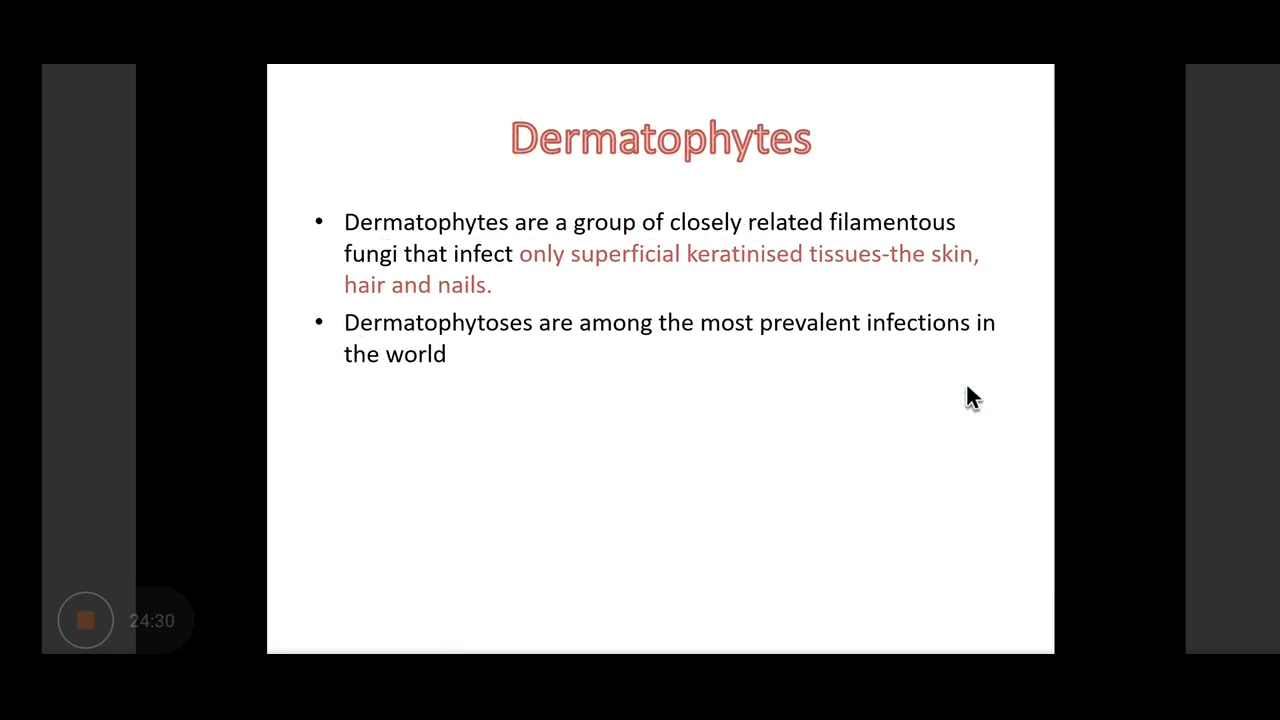 Dermatophytes
• Dermatophytes are a group of closely related filamentous
fungi that infect only superficial keratinised tissues-the skin,
hair and nails.
• Dermatophytoses are among the most prevalent infections in
the world
24:30